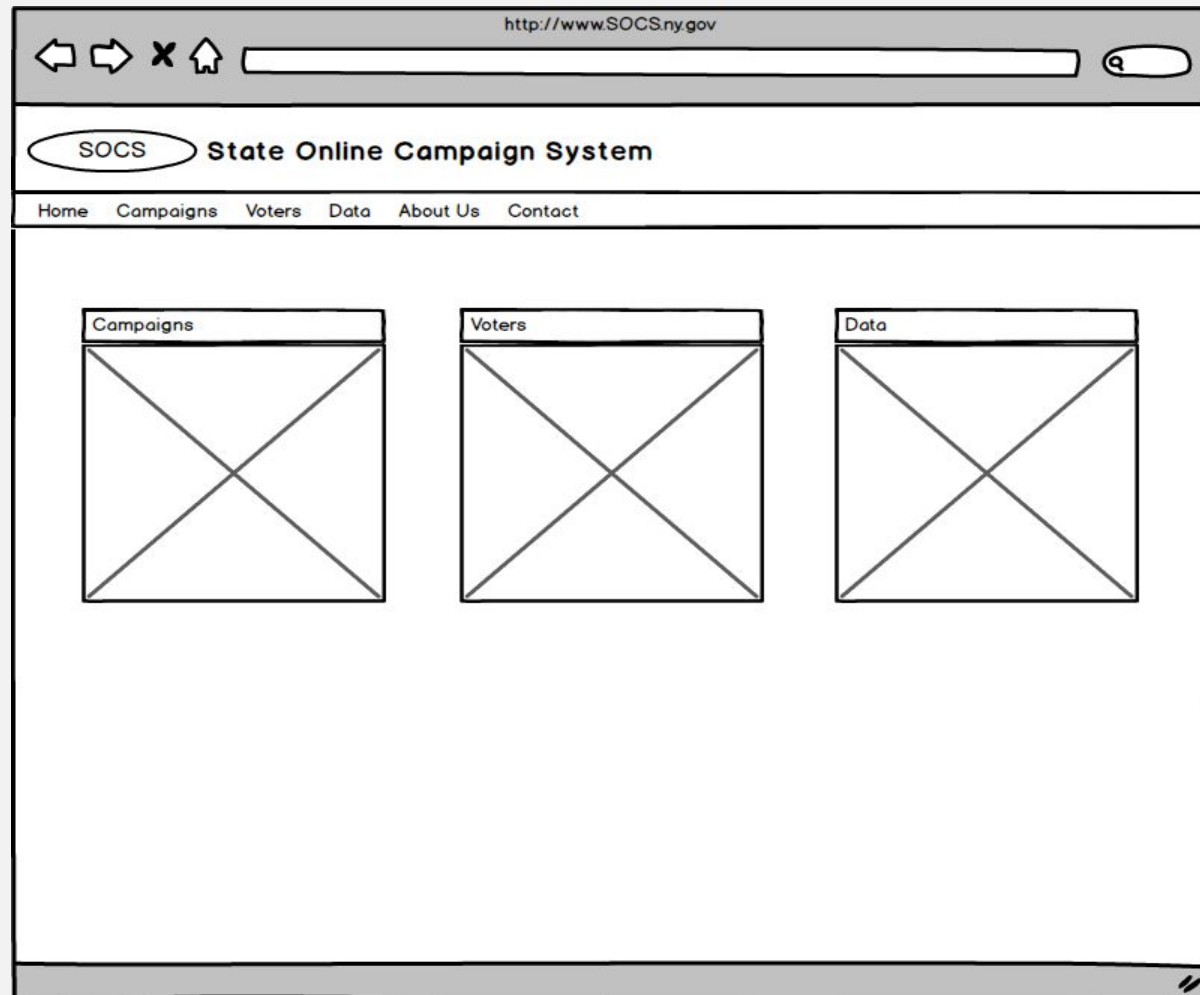 http://www.SOCS.ny.gov
SOCS State Online Campaign System
Home Campaigns Voters Data About Us Contact
Campaigns Voters Data